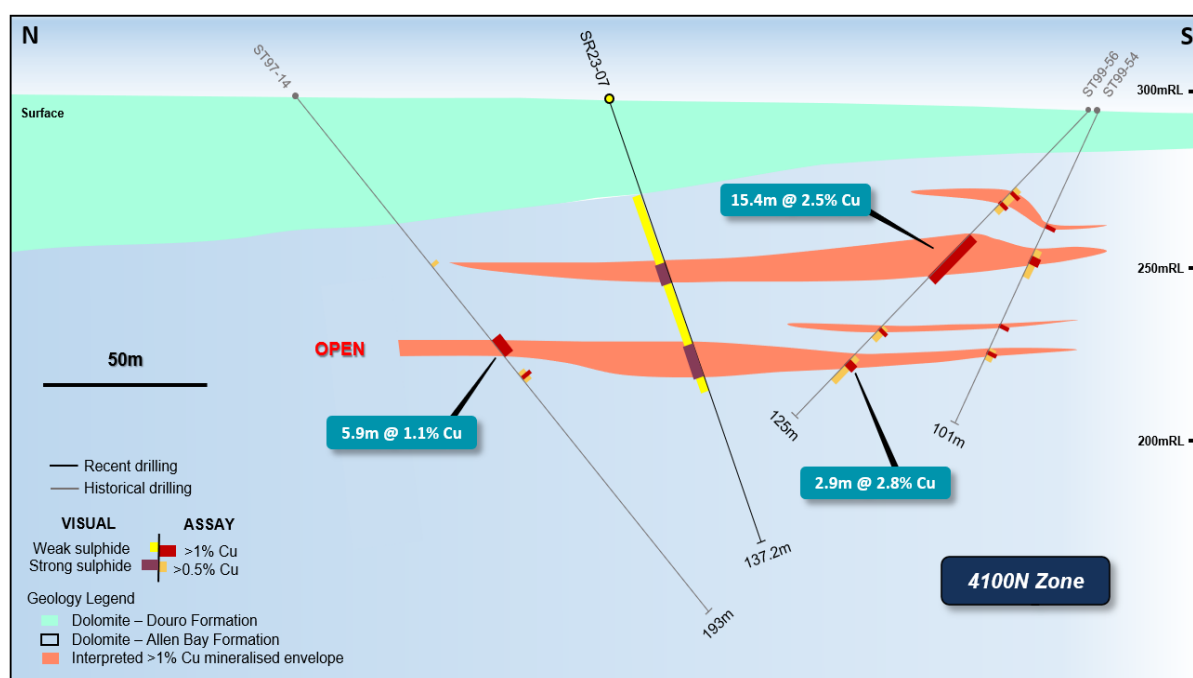 N
S
ST97-14
SR23-07
ST99-56
ST99-54
300mRL
Surface
15.4m @ 2.5% Cu
250mRL
OPEN
50m
5.9m @ 1.1% Cu
125m
101m
200mRL
2.9m @ 2.8% Cu
Recent drilling
Historical drilling
VISUAL ASSAY
Weak sulphide >1% Cu
Strong sulphide >0.5% Cu
137.2m
4100N Zone
Geology Legend
Dolomite – Douro Formation
193m
Dolomite – Allen Bay Formation
Interpreted >1% Cu mineralised envelope